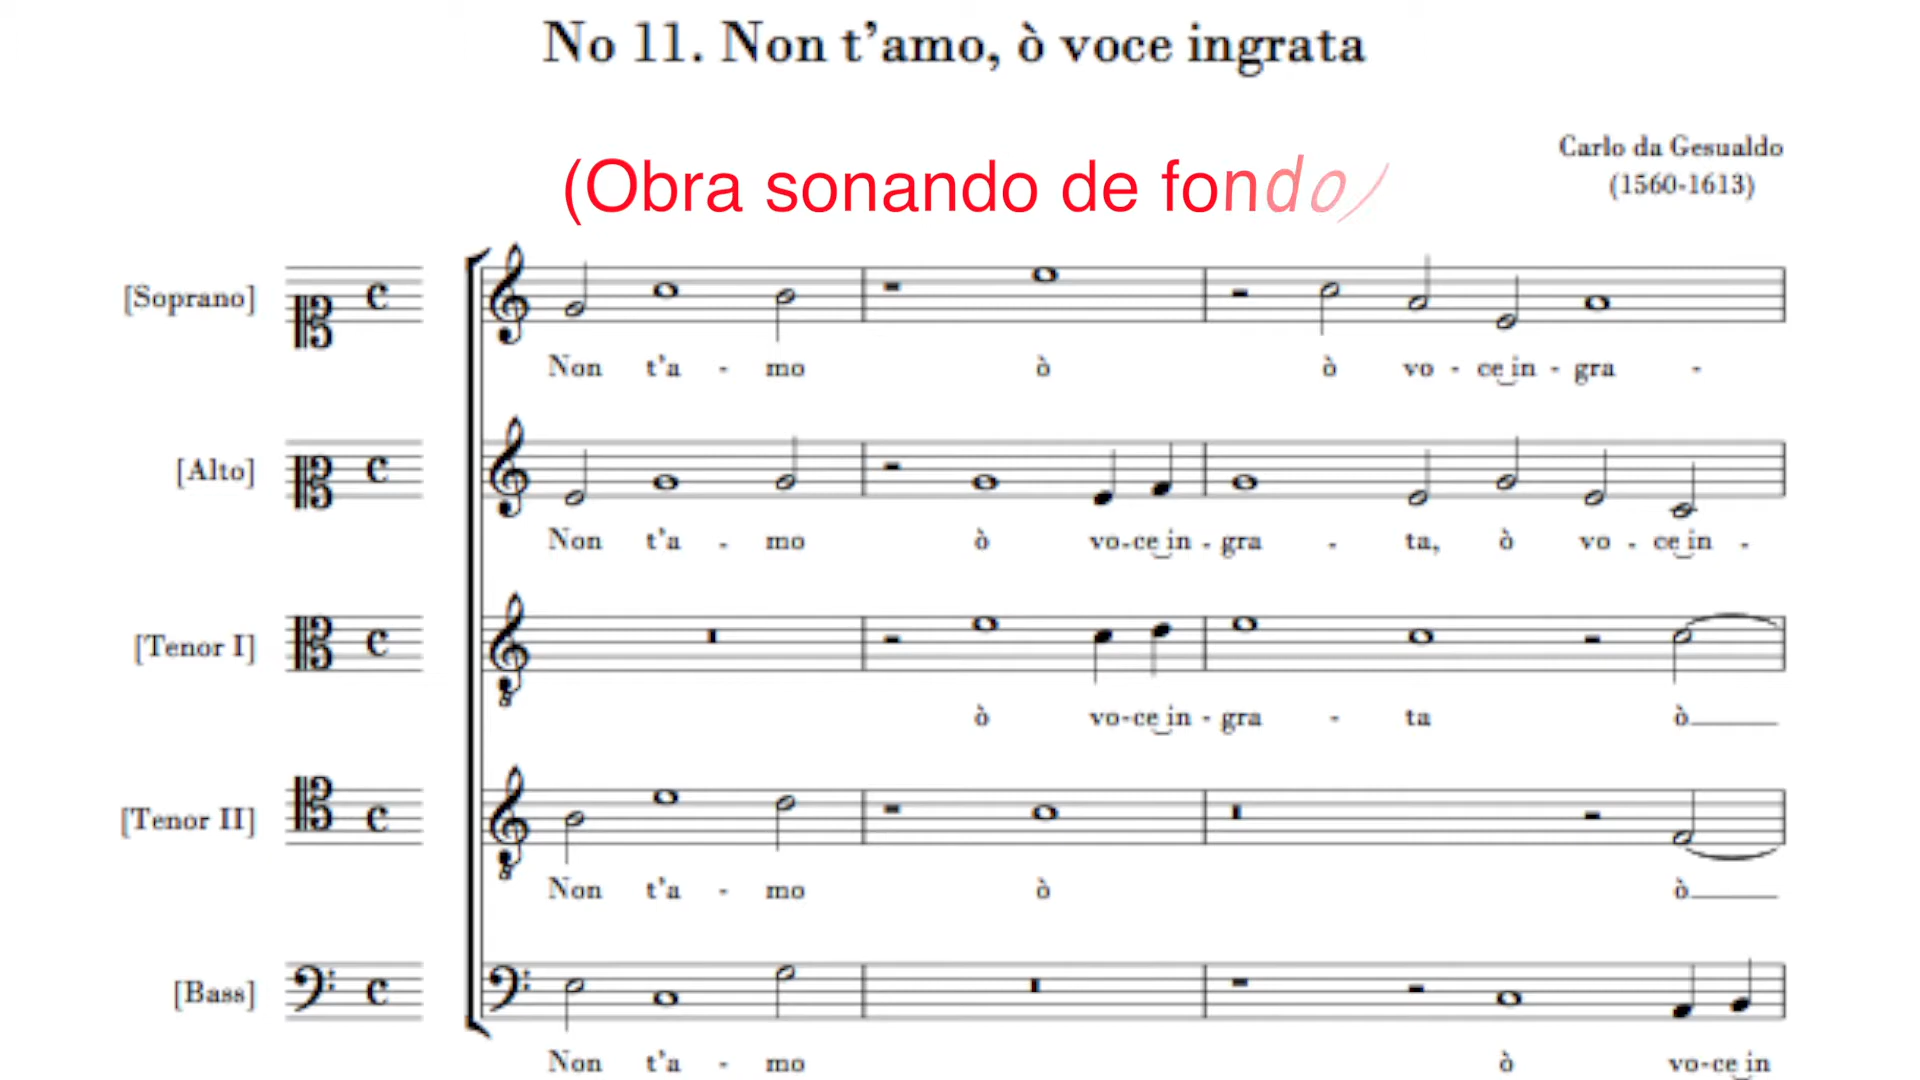 No 11. Non t'amo, ò voce ingrata
Carlo da Gesualdo
(1560-1613)
(Obra sonando de fondo)
[Soprano]
Non t'a - mo ò ò vo - ce in - gra -
[Alto]
Non t'a - mo ò vo-ce in - gra - ta, ò vo - ce in -
[Tenor I]
ò vo-ce in - gra - ta ò
[Tenor II]
Non t'a - mo ò ò
[Bass]
Non t'a - mo ò vo-ce in